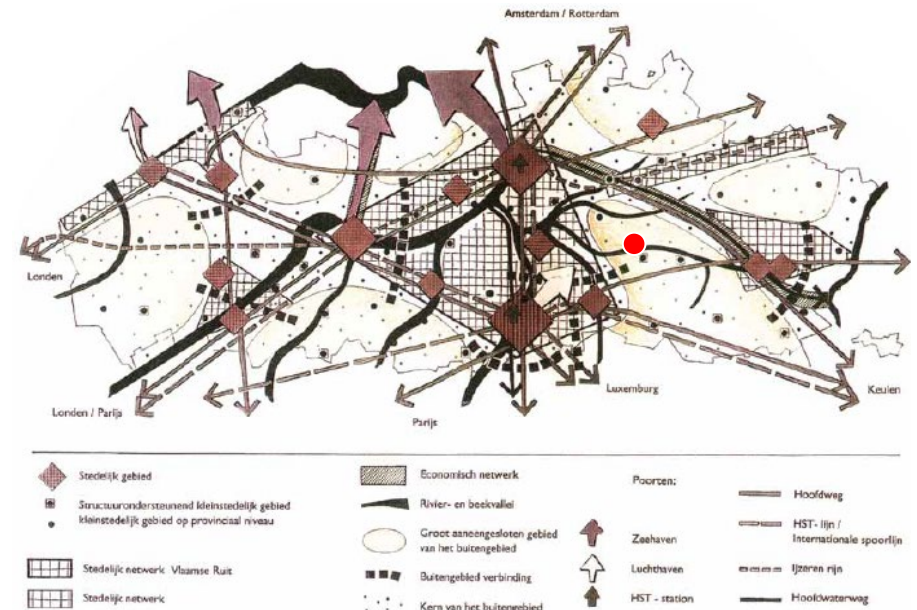 Amsterdam / Rotterdam
Londen
Luxemburg
Keulen
Londen / Parijs
Parijs
Stedelijk gebied
Structuurondersteunend kleinstedelijk gebied
kleinstedelijk gebied op provinciaal niveau
Stedelijk netwerk Vlaamse Ruit
Stedelijk netwerk
Economisch netwerk
Rivier- en beekvallei
Groot aaneengesloten gebied
van het buitengebied
Buitengebied verbinding
Kern van het buitengebied
Poorten:
Zeehaven
Luchthaven
HST - station
Hoofdweg
HST- lijn /
Internationale spoorlijn
Ijzeren rijn
Hoofdwaterweg